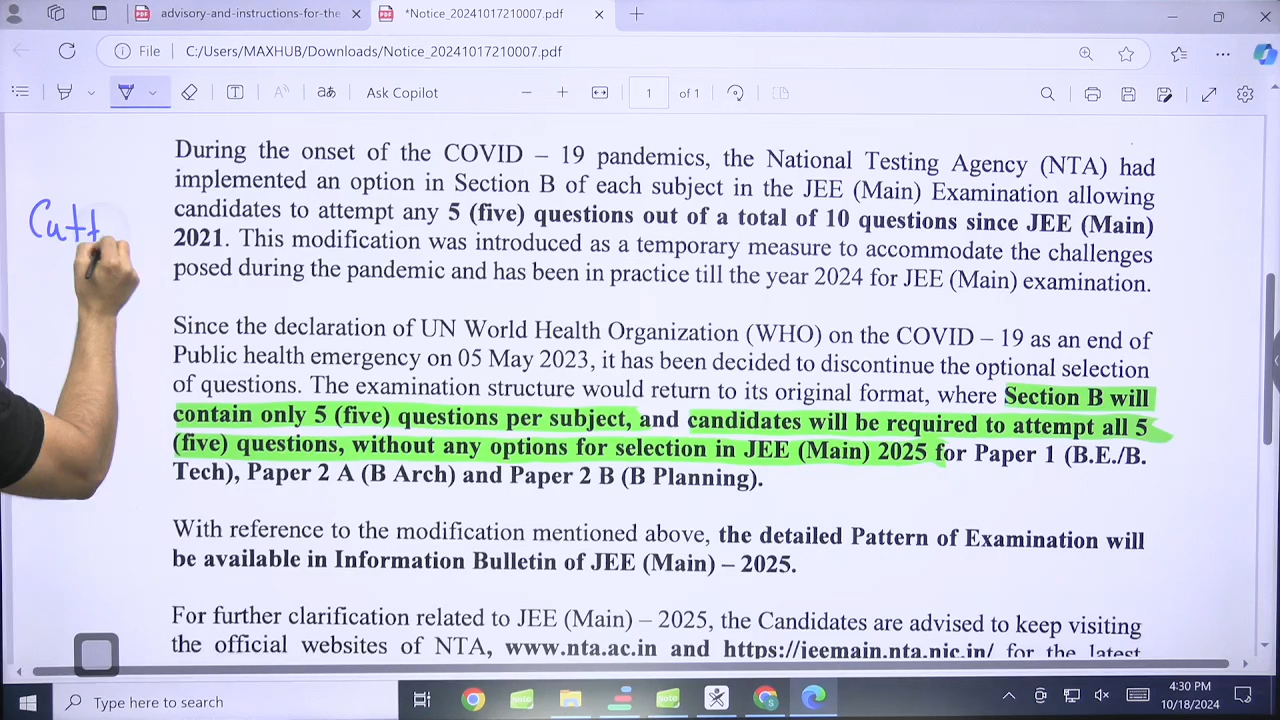 advisory-and-instructions-for-the
*Notice_20241017210007.pdf
File
C:/Users/MAXHUB/Downloads/Notice_20241017210007.pdf
Ask Copilot
1
of 1
During the onset of the COVID – 19 pandemics, the National Testing Agency (NTA) had
implemented an option in Section B of each subject in the JEE (Main) Examination allowing
candidates to attempt any 5 (five) questions out of a total of 10 questions since JEE (Main)
2021. This modification was introduced as a temporary measure to accommodate the challenges
posed during the pandemic and has been in practice till the year 2024 for JEE (Main) examination.
Cutt
Since the declaration of UN World Health Organization (WHO) on the COVID – 19 as an end of
Public health emergency on 05 May 2023, it has been decided to discontinue the optional selection
of questions. The examination structure would return to its original format, where Section B will
contain only 5 (five) questions per subject, and candidates will be required to attempt all 5
(five) questions, without any options for selection in JEE (Main) 2025 for Paper 1 (B.E./B.
Tech), Paper 2 A (B Arch) and Paper 2 B (B Planning).
With reference to the modification mentioned above, the detailed Pattern of Examination will
be available in Information Bulletin of JEE (Main) – 2025.
For further clarification related to JEE (Main) – 2025, the Candidates are advised to keep visiting
the official websites of NTA, www.nta.ac.in and https://jeemain.nta.nic.in/ for the latest
Type here to search
4:30 PM
10/18/2024